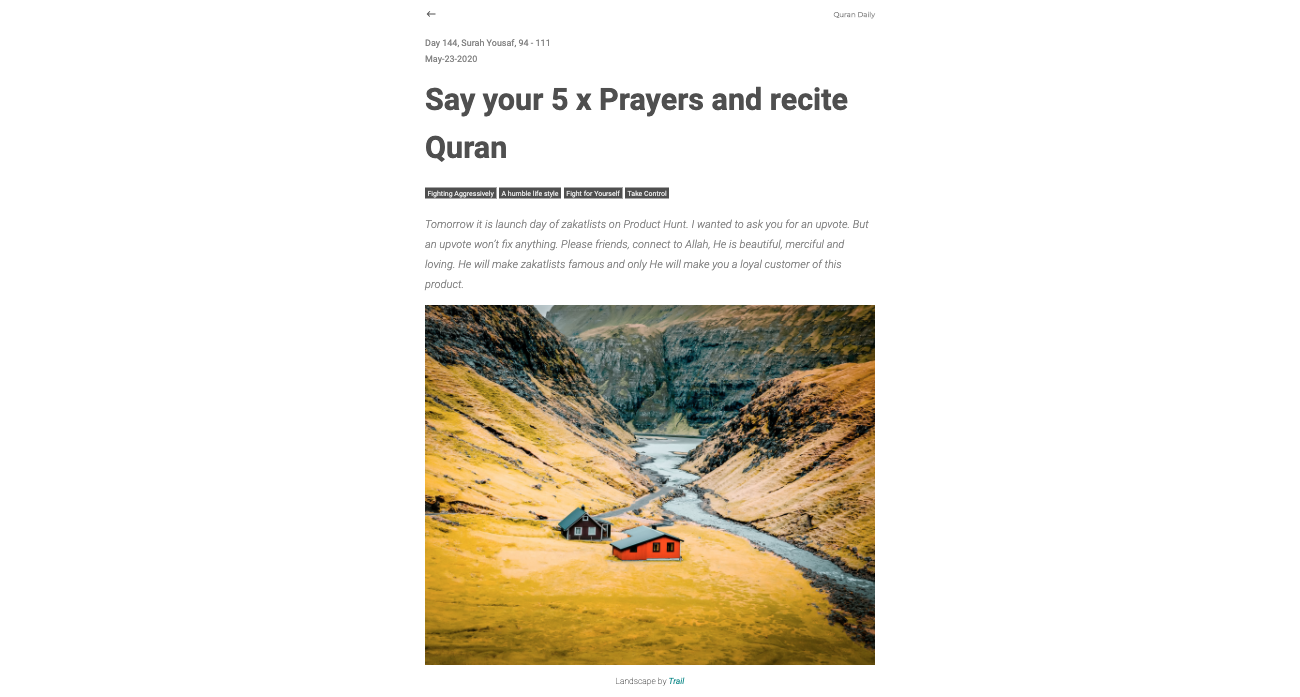 ←
Quran Daily
Day 144, Surah Yousaf, 94 - 111
May-23-2020
Say your 5 x Prayers and recite
Quran
Fighting Aggressively A humble life style Fight for Yourself Take Control
Tomorrow it is launch day of zakatlists on Product Hunt. I wanted to ask you for an upvote. But
an upvote won't fix anything. Please friends, connect to Allah, He is beautiful, merciful and
loving. He will make zakatlists famous and only He will make you a loyal customer of this
product.
Landscape by Trail